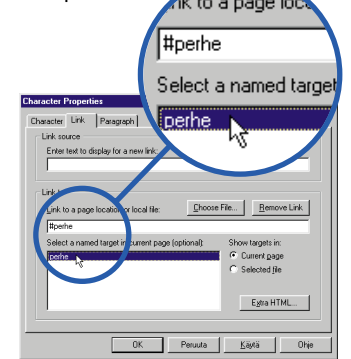 Link to a page loca
#perhe
Select a named target
perhe
Character Properties
Character Link Paragraph
Link source
Enter text to display for a new link:
Link to a page location or local file: Choose File... Remove Link
#perhe
Select a named target in current page (optional): Show targets in:
perhe
Current page
Selected file
Extra HTML...
OK Peruuta Käytä Ohje